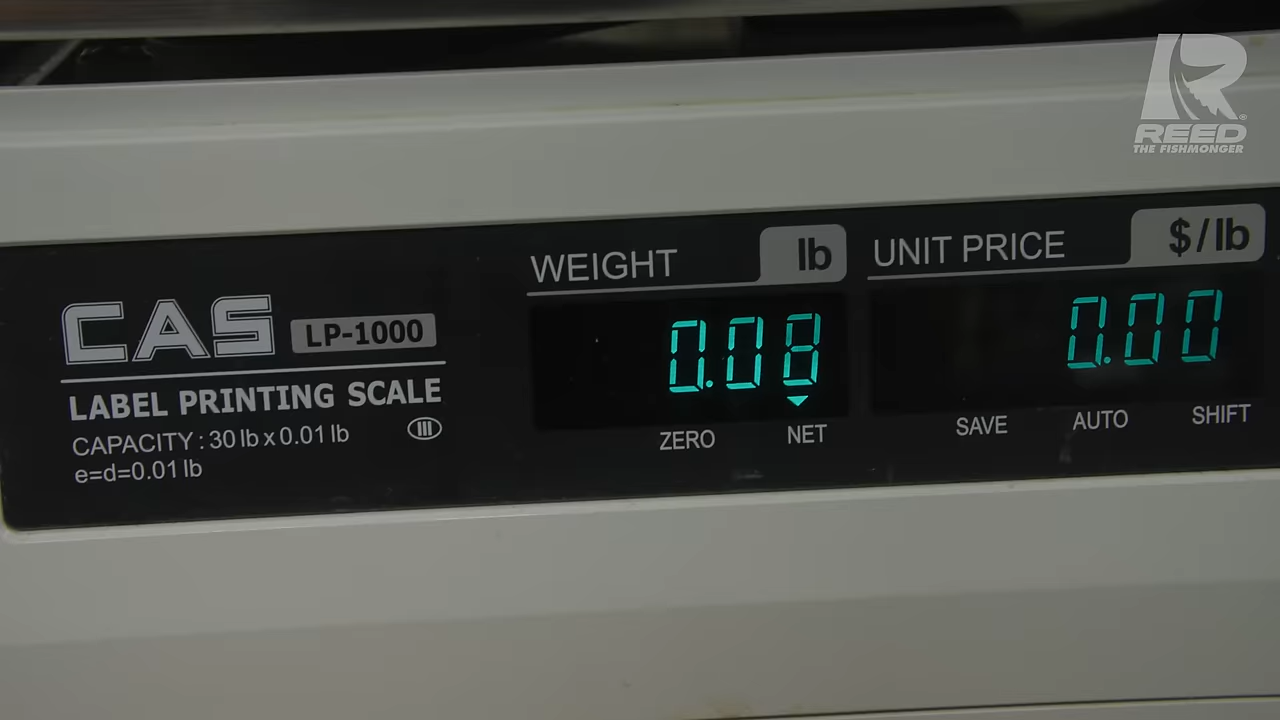 R®
REED
THE FISHMONGER
WEIGHT lb
UNIT PRICE $/lb
0.08
0.00
ZERO
NET
SAVE
AUTO
SHIFT
CAS LP-1000
LABEL PRINTING SCALE
CAPACITY : 30 lb x 0.01 lb
III
e=d=0.01 lb